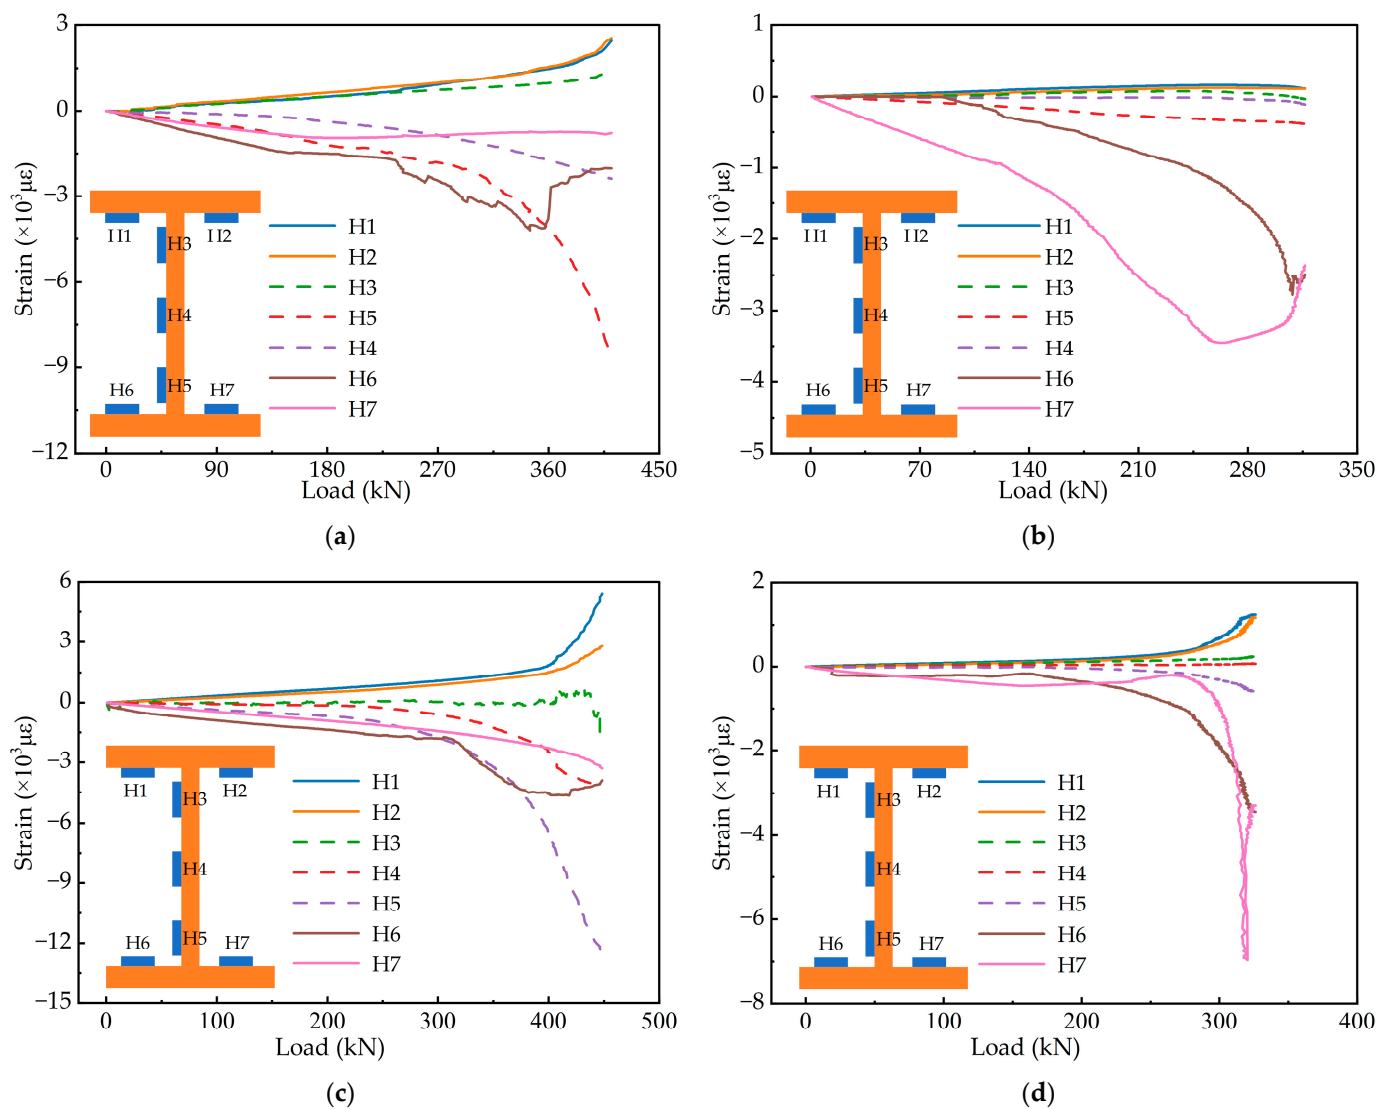 3
0
−3
−6
−9
−12
Strain (×10³με)
0 90 180 270 360 450
Load (kN)
H1
H2
H3
H5
H4
H6
H7
H1 H3 H2
H4
H6 H5 H7
(a)
1
0
−1
−2
−3
−4
−5
Strain (×10³με)
0 70 140 210 280 350
Load (kN)
H1
H2
H3
H5
H4
H6
H7
H1 H3 H2
H4
H6 H5 H7
(b)
6
3
0
−3
−6
−9
−12
−15
Strain (×10³με)
0 100 200 300 400 500
Load (kN)
H1
H2
H3
H4
H5
H6
H7
H1 H3 H2
H4
H6 H5 H7
(c)
2
0
−2
−4
−6
−8
Strain (×10³με)
0 100 200 300 400
Load (kN)
H1
H2
H3
H4
H5
H6
H7
H1 H3 H2
H4
H6 H5 H7
(d)